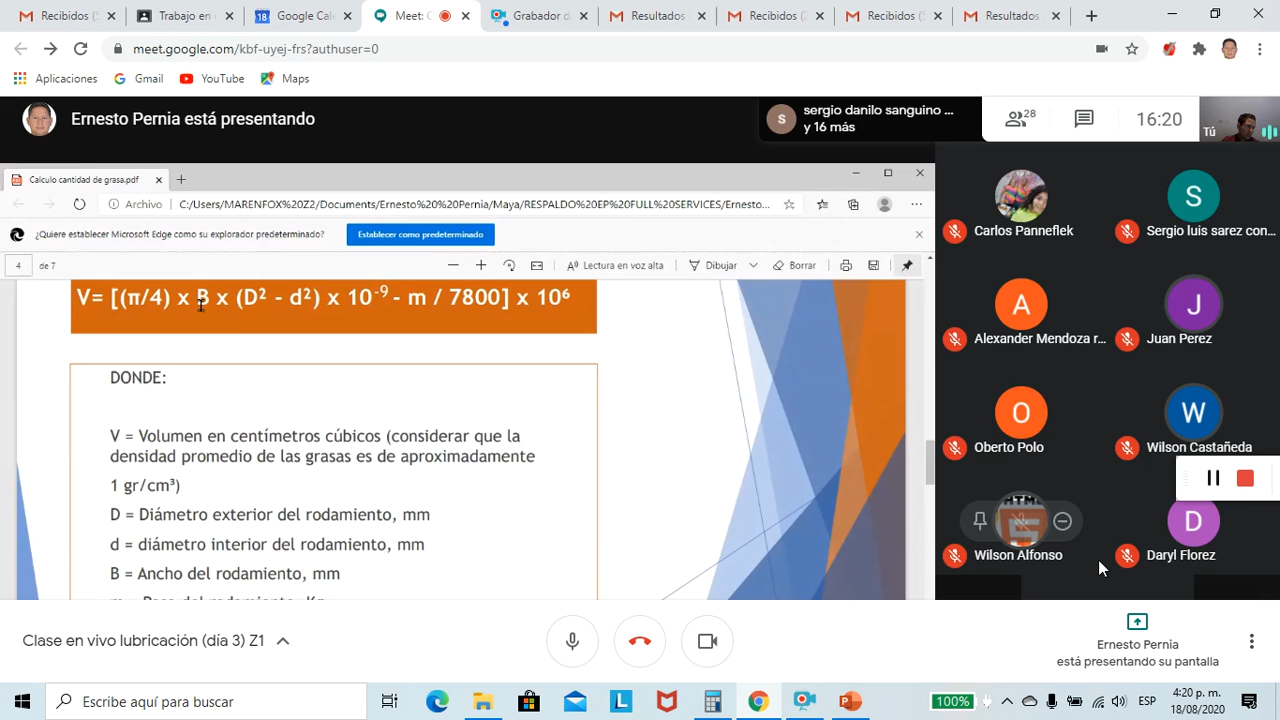 Recibidos (5
Trabajo en
Google Cale
Meet: C
Grabador de
Resultados
Recibidos (2
Recibidos (5
Resultados
meet.google.com/kbf-uyej-frs?authuser=0
Aplicaciones
Gmail
YouTube
Maps
Ernesto Pernia está presentando
sergio danilo sanguino ...
y 16 más
28
16:20
Tú
Calculo cantidad de grasa.pdf
Archivo
C:/Users/MARENFOX%20Z2/Documents/Ernesto%20%20Pernia/Maya/RESPALDO%20EP%20FULL%20SERVICES/Ernesto...
¿Quiere establecer Microsoft Edge como su explorador predeterminado?
Establecer como predeterminado
4 de 7
Lectura en voz alta
Dibujar
Borrar
V= [(π/4) x B x (D² - d²) x 10⁻⁹ - m / 7800] x 10⁶
DONDE:
V = Volumen en centímetros cúbicos (considerar que la
densidad promedio de las grasas es de aproximadamente
1 gr/cm³)
D = Diámetro exterior del rodamiento, mm
d = diámetro interior del rodamiento, mm
B = Ancho del rodamiento, mm
Carlos Panneflek
S
Sergio luis sarez con...
A
Alexander Mendoza r...
J
Juan Perez
O
Oberto Polo
W
Wilson Castañeda
Wilson Alfonso
D
Daryl Florez
Clase en vivo lubricación (día 3) Z1
Ernesto Pernia
está presentando su pantalla
Escribe aquí para buscar
100%
ESP
4:20 p. m.
18/08/2020